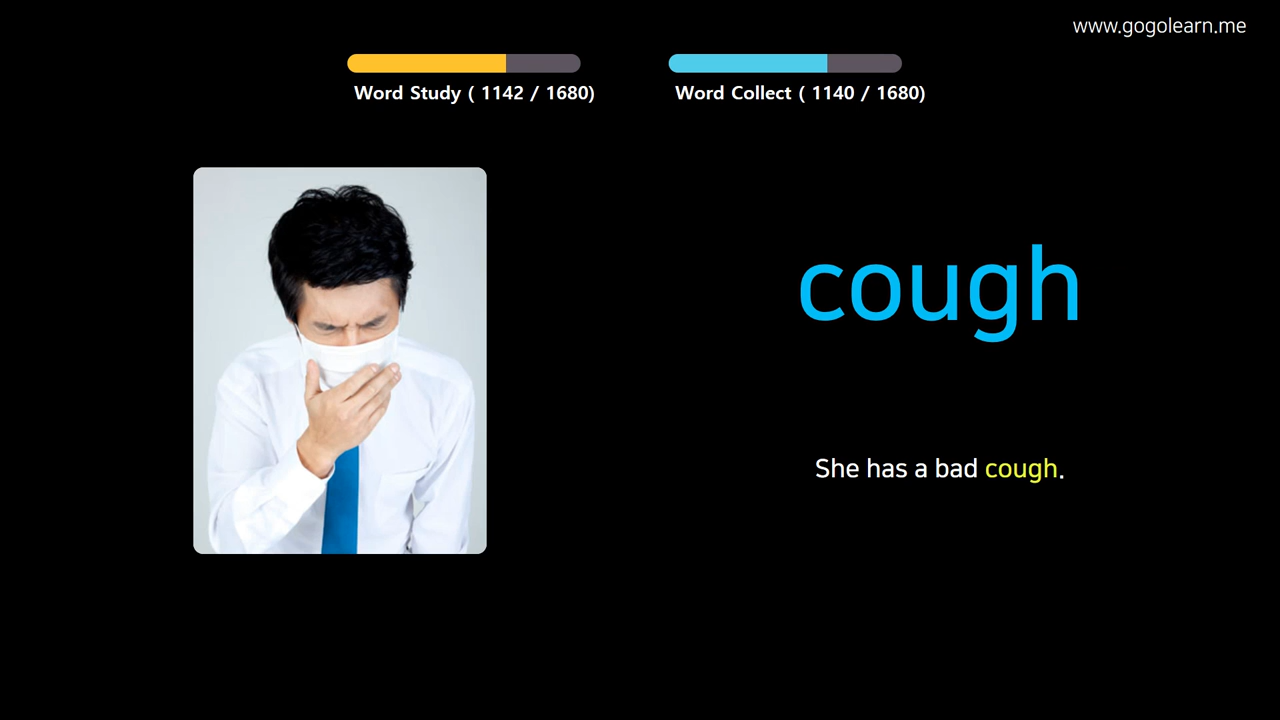 www.gogolearn.me
Word Study ( 1142 / 1680)
Word Collect ( 1140 / 1680)
cough
She has a bad cough.